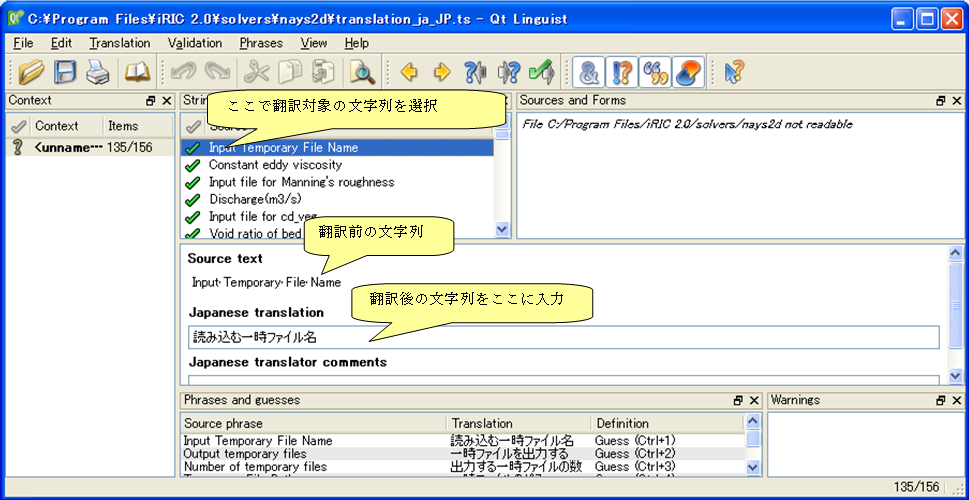 C:¥Program Files¥iRIC 2.0¥solvers¥nays2d¥translation_ja_JP.ts - Qt Linguist
File Edit Translation Validation Phrases View Help
Context
Sources and Forms
ここで翻訳対象の文字列を選択
Context Items
<unname··· 135/156
File C:/Program Files/iRIC 2.0/solvers/nays2d not readable
Input Temporary File Name
Constant eddy viscosity
Input file for Manning's roughness
Discharge(m3/s)
Input file for cd_veg
Void ratio of bed
翻訳前の文字列
Source text
Input· Temporary· File· Name
翻訳後の文字列をここに入力
Japanese translation
読み込む一時ファイル名
Japanese translator comments
Phrases and guesses
Warnings
Source phrase Translation Definition
Input Temporary File Name 読み込む一時ファイル名 Guess (Ctrl+1)
Output temporary files 一時ファイルを出力する Guess (Ctrl+2)
Number of temporary files 出力する一時ファイルの数 Guess (Ctrl+3)
135/156